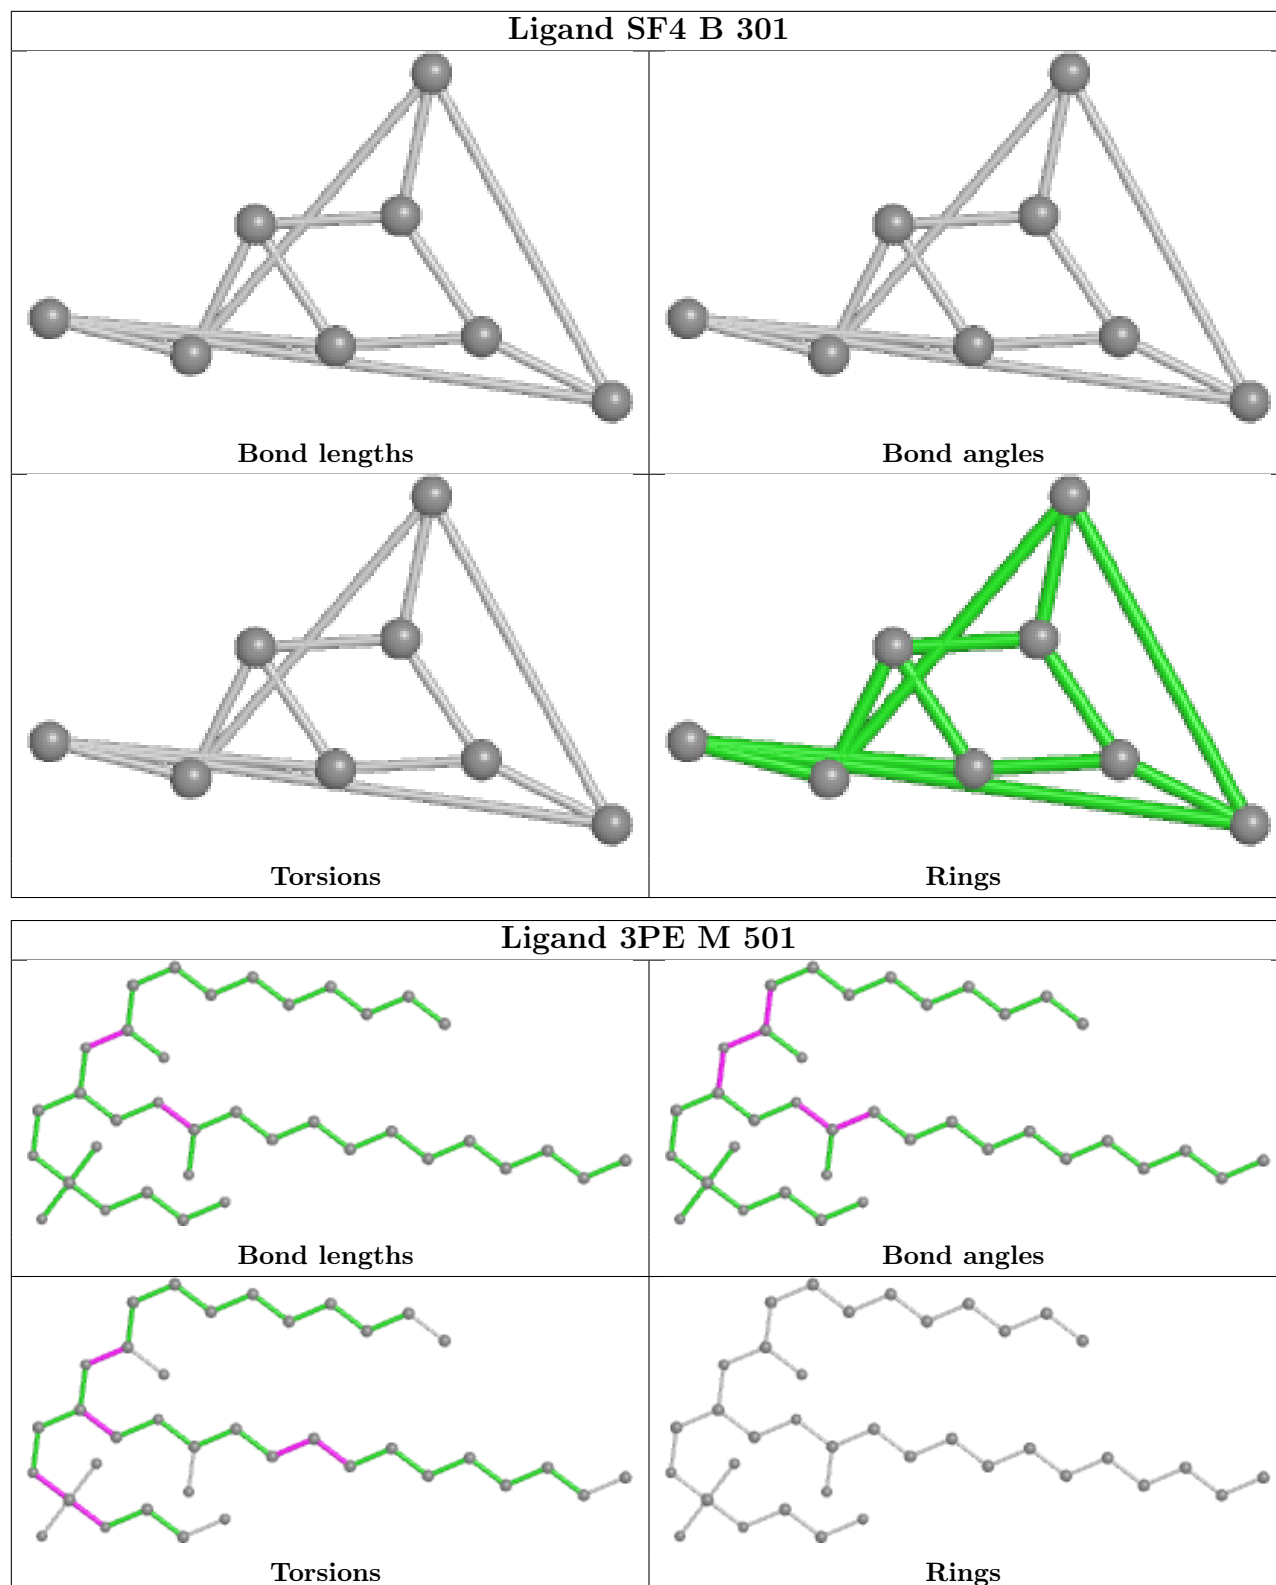 Ligand SF4 B 301
Bond lengths
Bond angles
Torsions
Rings
Ligand 3PE M 501
Bond lengths
Bond angles
Torsions
Rings